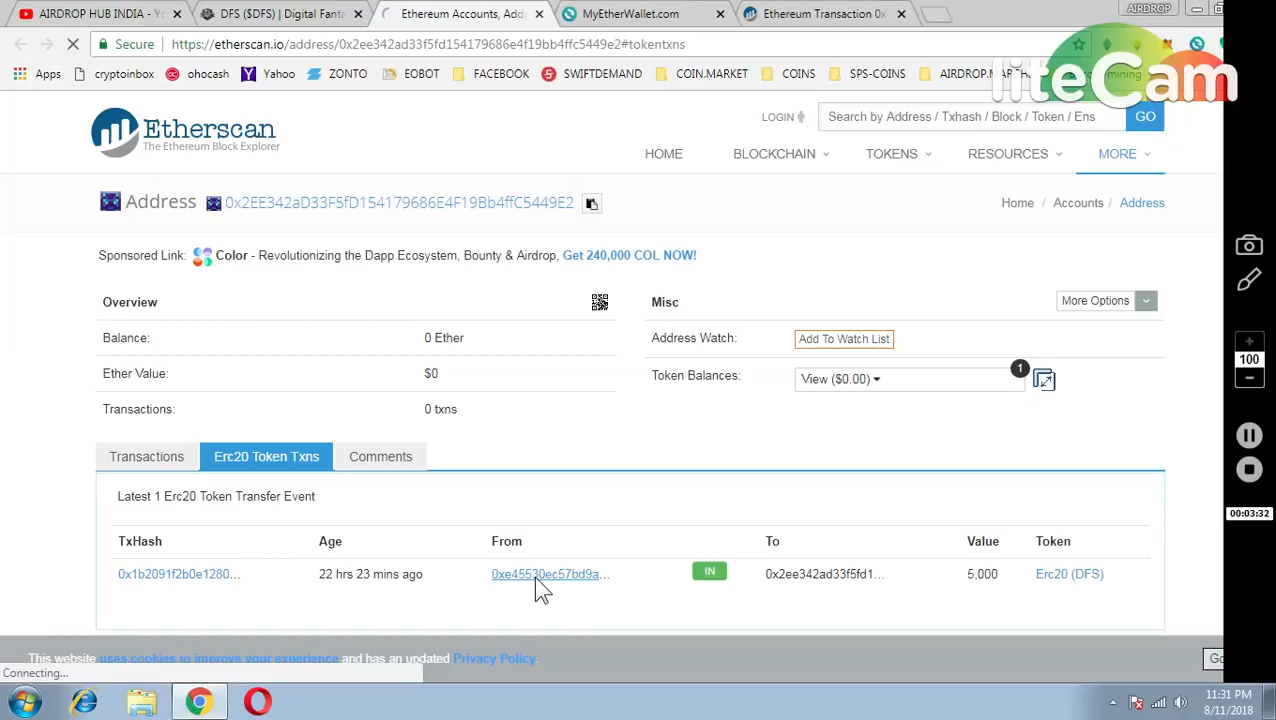 AIRDROP HUB INDIA - Y
DFS ($DFS) | Digital Fan
Ethereum Accounts, Ad
MyEtherWallet.com
Ethereum Transaction
AIRDROP
Secure
https://etherscan.io/address/0x2ee342ad33f5fd154179686e4f19bb4ffc5449e2#tokentxns
Apps
cryptoinbox
ohocash
Yahoo
ZONTO
EOBOT
FACEBOOK
SWIFTDEMAND
COIN.MARKET
COINS
SPS-COINS
mining
liteCam
Etherscan
The Ethereum Block Explorer
LOGIN
Search by Address / Txhash / Block / Token / Ens
GO
HOME
BLOCKCHAIN
TOKENS
RESOURCES
MORE
Address 0x2EE342aD33F5fD154179686E4F19Bb4ffC5449E2
Home / Accounts / Address
Sponsored Link: Color - Revolutionizing the Dapp Ecosystem, Bounty & Airdrop, Get 240,000 COL NOW!
Overview
Balance: 0 Ether
Ether Value: $0
Transactions: 0 txns
Misc
More Options
Address Watch: Add To Watch List
Token Balances: View ($0.00) 1
Transactions
Erc20 Token Txns
Comments
Latest 1 Erc20 Token Transfer Event
TxHash Age From To Value Token
0x1b2091f2b0e1280... 22 hrs 23 mins ago 0xe45530ec57bd9a... IN 0x2ee342ad33f5fd1... 5,000 Erc20 (DFS)
This website uses cookies to improve your experience and has an updated Privacy Policy.
Connecting...
100
00:03:32
11:31 PM
8/11/2018